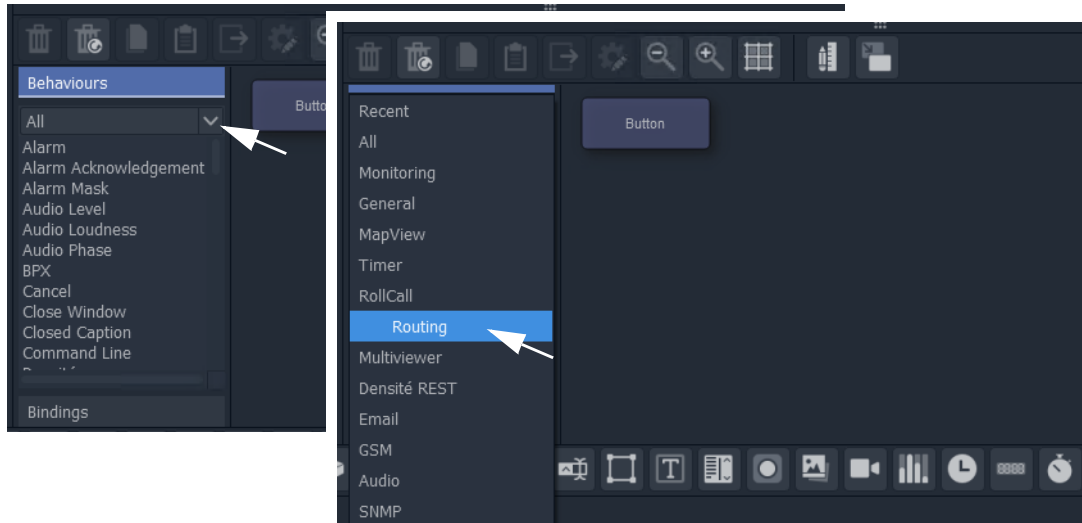 Behaviours
All
Alarm
Alarm Acknowledgement
Alarm Mask
Audio Level
Audio Loudness
Audio Phase
BPX
Cancel
Close Window
Closed Caption
Command Line
Bindings
Recent
All
Monitoring
General
MapView
Timer
RollCall
Routing
Multiviewer
Densité REST
Email
GSM
Audio
SNMP
Button
T
8888